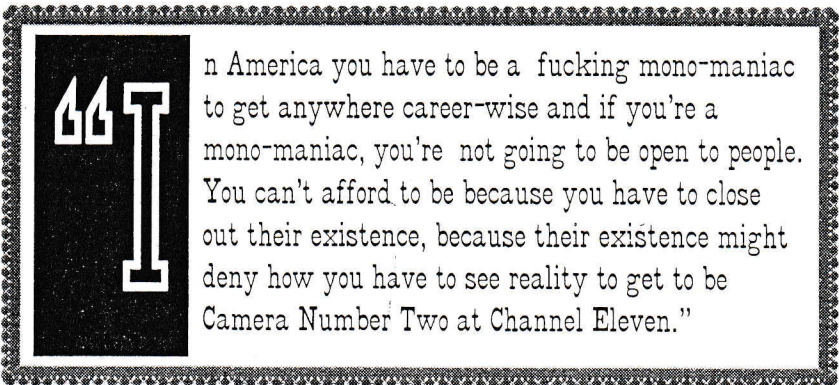 “In America you have to be a fucking mono-maniac
to get anywhere career-wise and if you're a
mono-maniac, you're not going to be open to people.
You can't afford to be because you have to close
out their existence, because their existence might
deny how you have to see reality to get to be
Camera Number Two at Channel Eleven.”